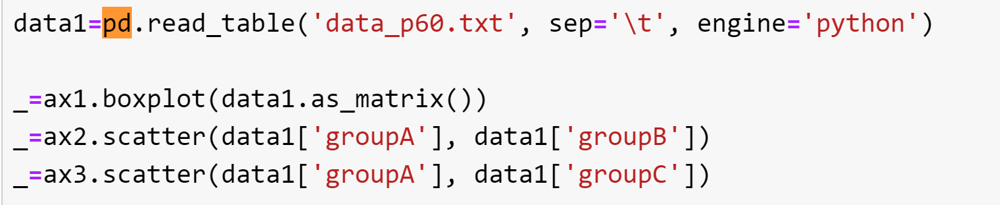 data1=pd.read_table('data_p60.txt', sep='\t', engine='python')
_=ax1.boxplot(data1.as_matrix())
_=ax2.scatter(data1['groupA'], data1['groupB'])
_=ax3.scatter(data1['groupA'], data1['groupC'])